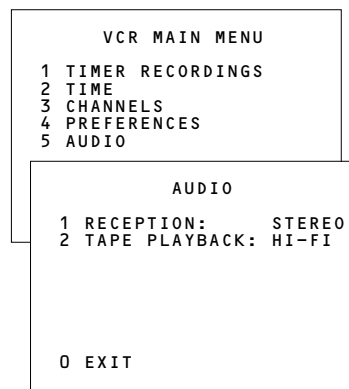 VCR MAIN MENU
1 TIMER RECORDINGS
2 TIME
3 CHANNELS
4 PREFERENCES
5 AUDIO
AUDIO
1 RECEPTION: STEREO
2 TAPE PLAYBACK: HI-FI
0 EXIT